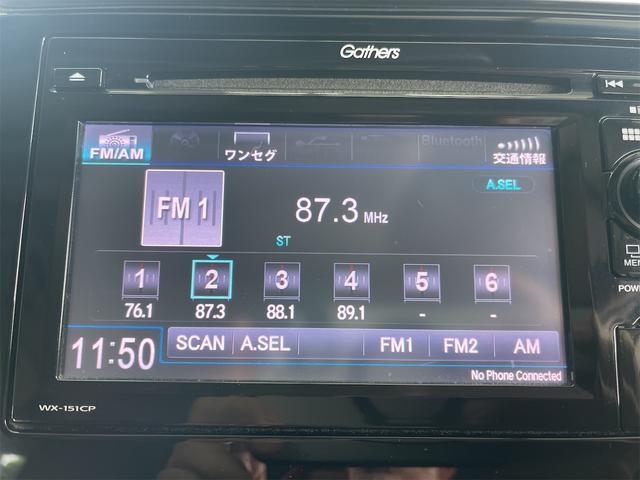 Gathers
FM/AM
ワンセグ
Bluetooth
交通情報
A.SEL
FM 1
87.3 MHz
ST
1 2 3 4 5 6
76.1 87.3 88.1 89.1 - -
11:50
SCAN A.SEL FM1 FM2 AM
No Phone Connected
WX-151CP